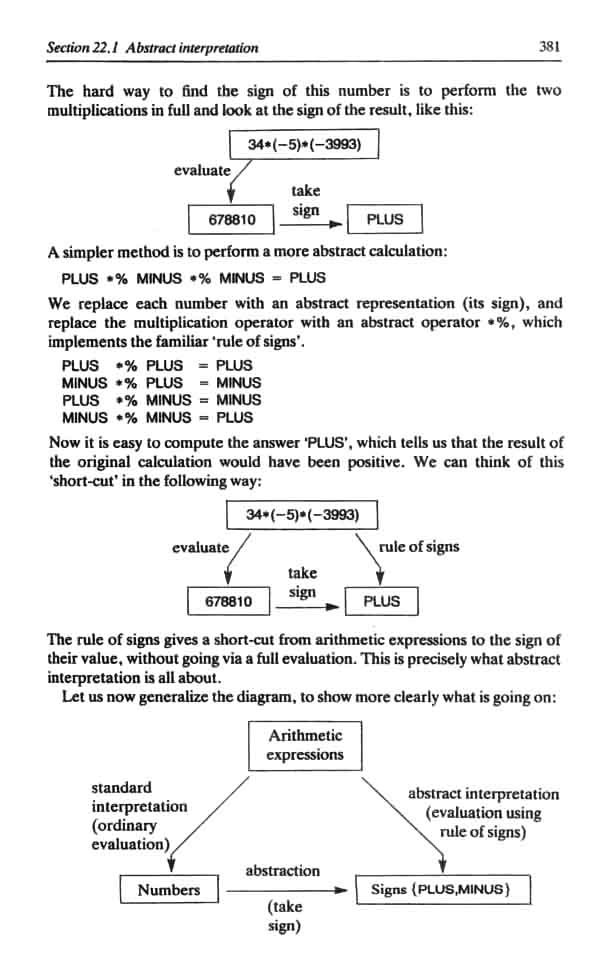 Section 22.1 Abstract interpretation 381
The hard way to find the sign of this number is to perform the two
multiplications in full and look at the sign of the result, like this:
34*(−5)*(−3993)
evaluate
take
sign
678810
PLUS
A simpler method is to perform a more abstract calculation:
PLUS *% MINUS *% MINUS = PLUS
We replace each number with an abstract representation (its sign), and
replace the multiplication operator with an abstract operator *%, which
implements the familiar ‘rule of signs’.
PLUS *% PLUS = PLUS
MINUS *% PLUS = MINUS
PLUS *% MINUS = MINUS
MINUS *% MINUS = PLUS
Now it is easy to compute the answer ‘PLUS’, which tells us that the result of
the original calculation would have been positive. We can think of this
‘short-cut’ in the following way:
34*(−5)*(−3993)
evaluate
rule of signs
take
sign
678810
PLUS
The rule of signs gives a short-cut from arithmetic expressions to the sign of
their value, without going via a full evaluation. This is precisely what abstract
interpretation is all about.
Let us now generalize the diagram, to show more clearly what is going on:
Arithmetic
expressions
standard
interpretation
(ordinary
evaluation)
abstract interpretation
(evaluation using
rule of signs)
abstraction
Numbers
(take
sign)
Signs {PLUS,MINUS}